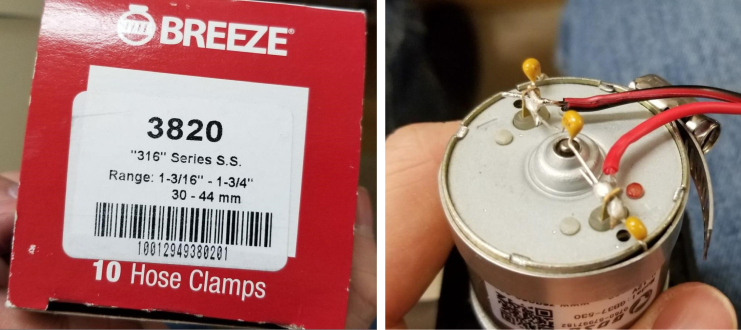 BREEZE
3820
"316" Series S.S.
Range: 1-3/16" - 1-3/4"
30 - 44 mm
10012949380201
10 Hose Clamps